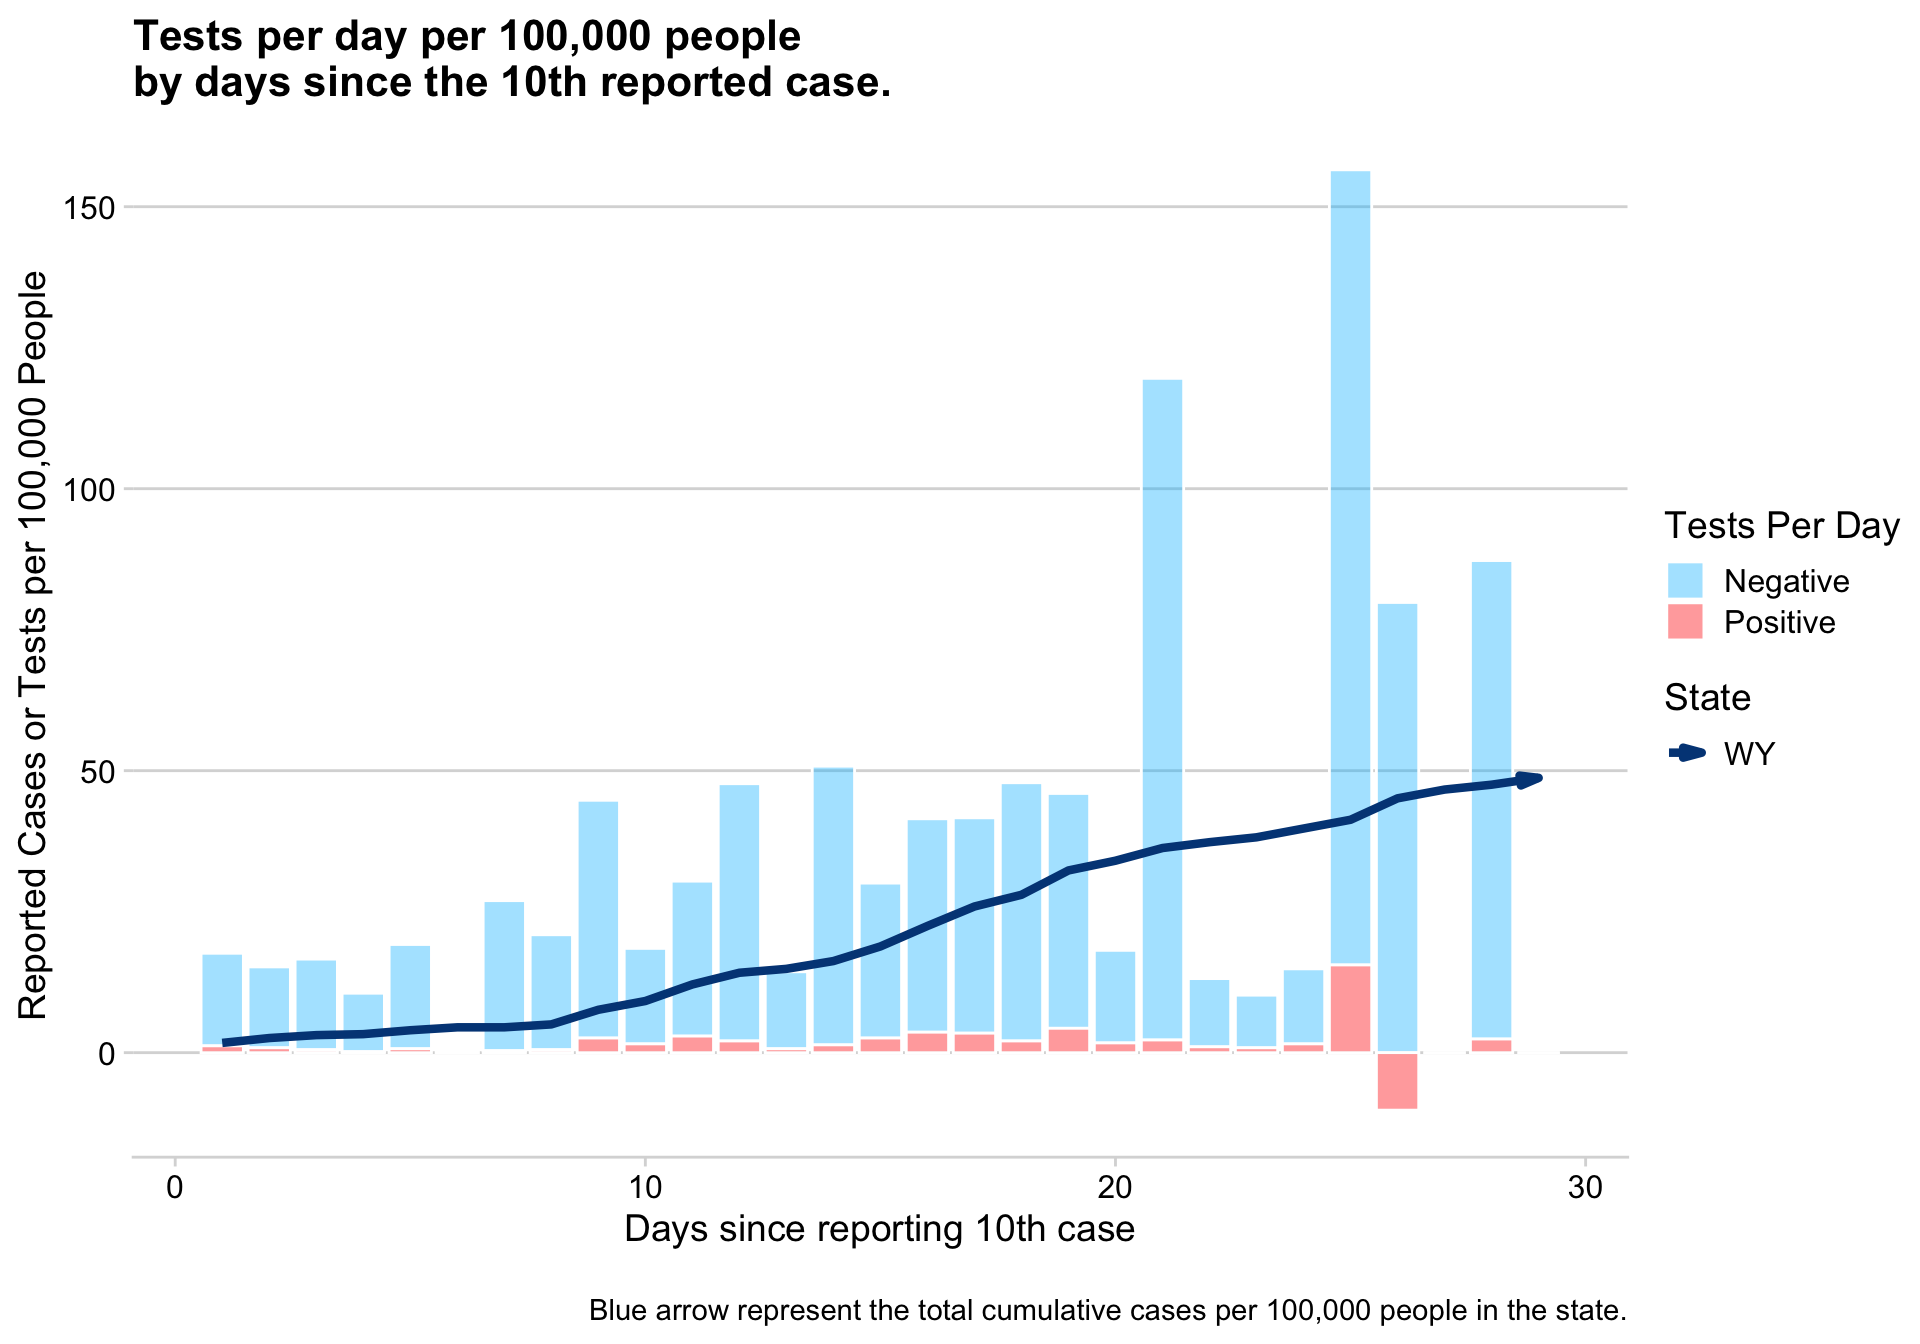 Tests per day per 100,000 people
by days since the 10th reported case.
Reported Cases or Tests per 100,000 People
150
100
50
0
0
10
20
30
Days since reporting 10th case
Tests Per Day
Negative
Positive
State
WY
Blue arrow represent the total cumulative cases per 100,000 people in the state.